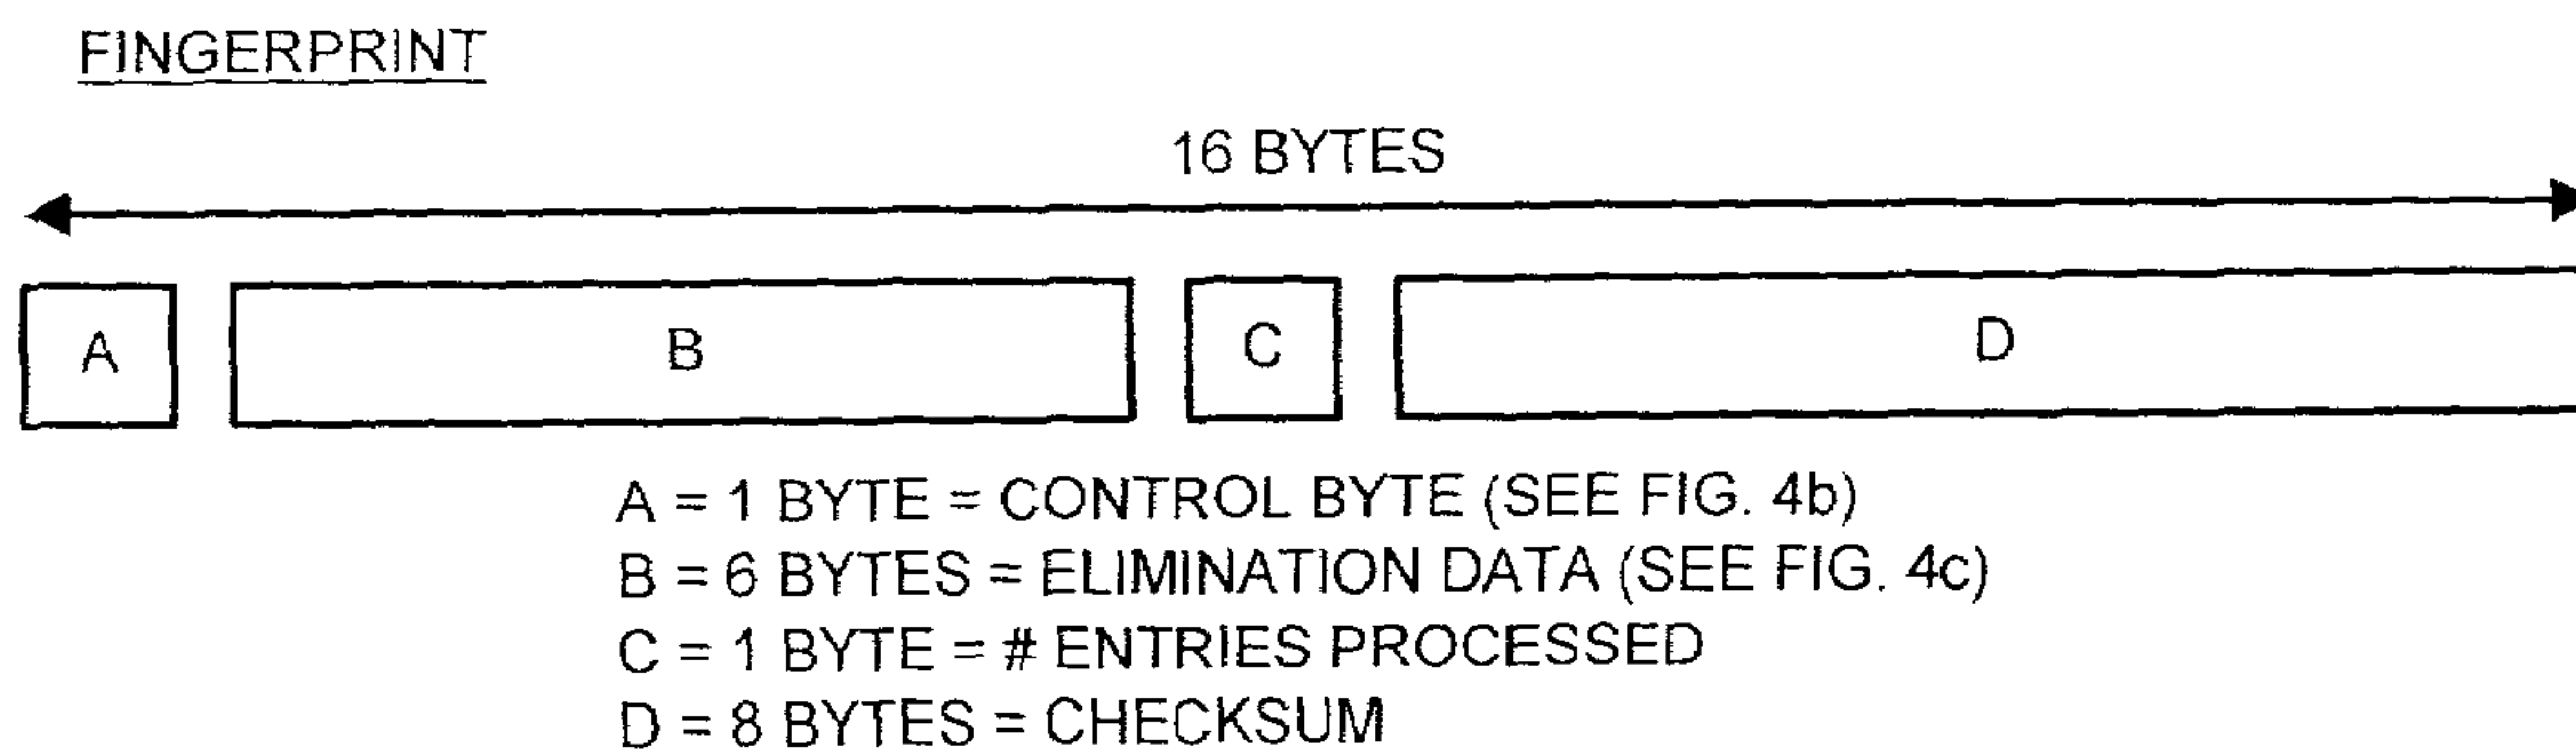 FINGERPRINT
16 BYTES
A
B
C
D
A = 1 BYTE = CONTROL BYTE (SEE FIG. 4b)
B = 6 BYTES = ELIMINATION DATA (SEE FIG. 4c)
C = 1 BYTE = # ENTRIES PROCESSED
D = 8 BYTES = CHECKSUM